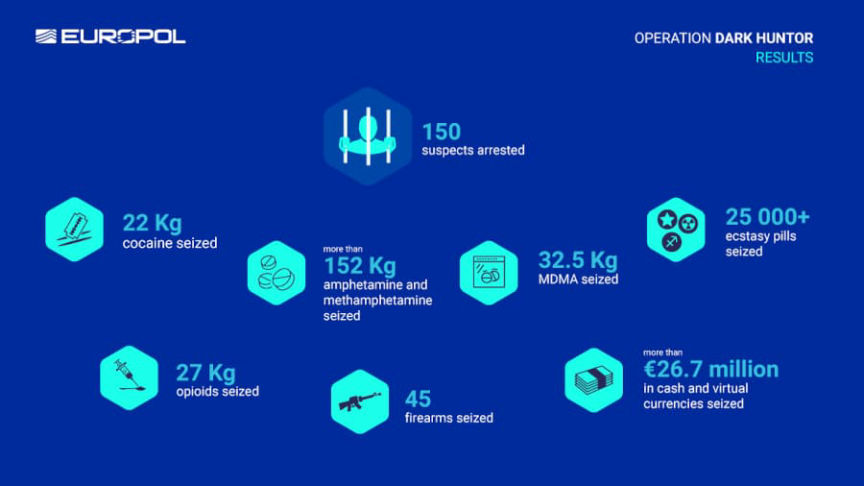 EUROPOL
OPERATION DARK HUNTOR
RESULTS
150
suspects arrested
22 Kg
cocaine seized
more than
152 Kg
amphetamine and
methamphetamine
seized
32.5 Kg
MDMA seized
25 000+
ecstasy pills
seized
27 Kg
opioids seized
45
firearms seized
more than
€26.7 million
in cash and virtual
currencies seized